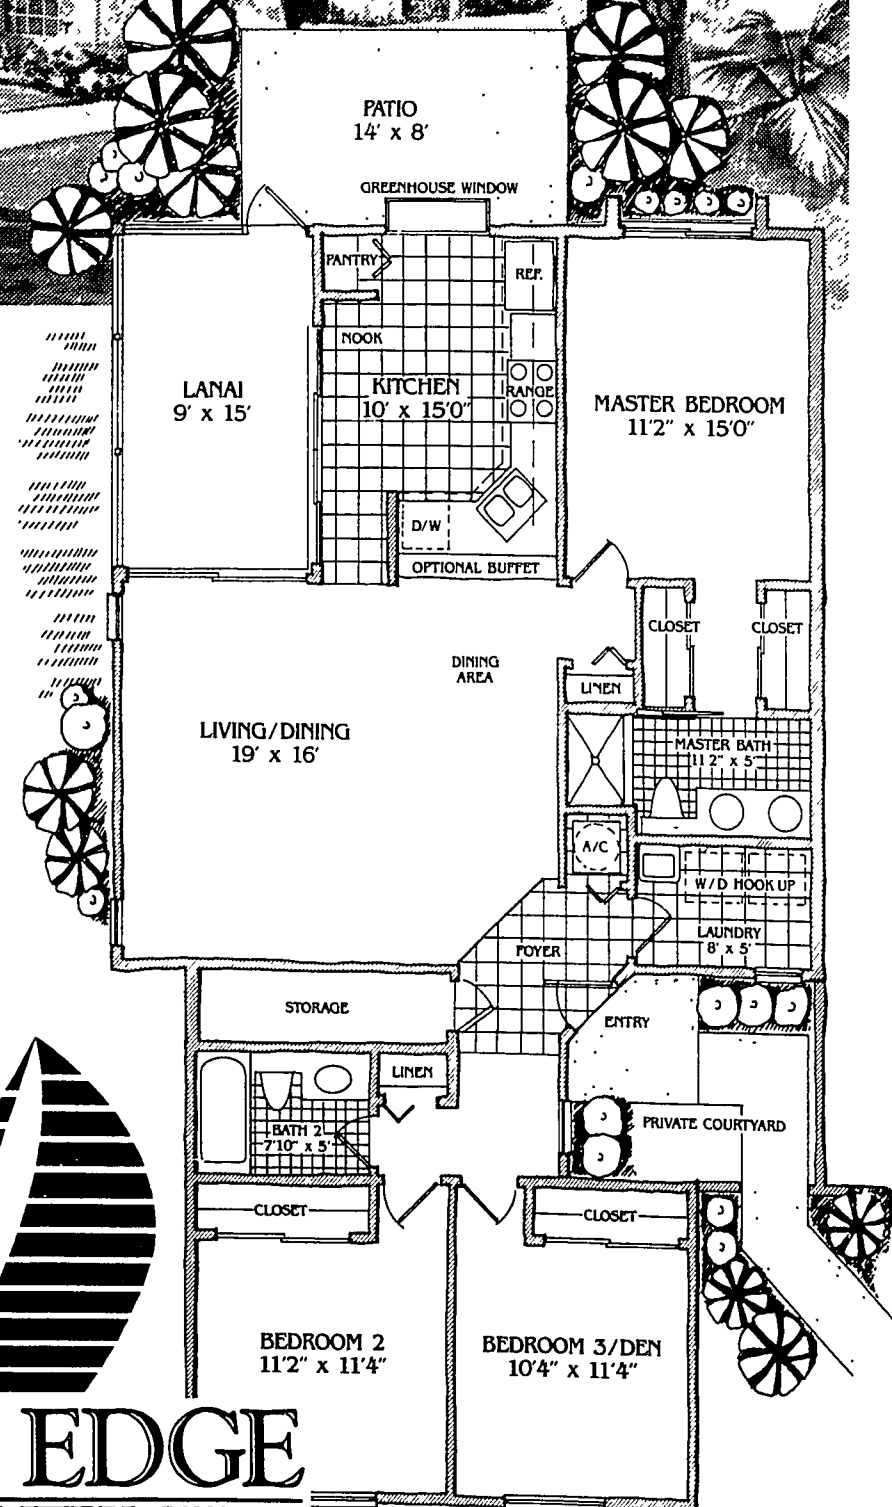 PATIO
14' x 8'
GREENHOUSE WINDOW
PANTRY
REF.
NOOK
LANAI
9' x 15'
KITCHEN
10' x 15'0"
RANGE
MASTER BEDROOM
11'2" x 15'0"
D/W
OPTIONAL BUFFET
CLOSET
CLOSET
DINING
AREA
LINEN
LIVING/DINING
19' x 16'
MASTER BATH
11'2" x 5'
A/C
W/D HOOK UP
LAUNDRY
8' x 5'
FOYER
STORAGE
ENTRY
LINEN
PRIVATE COURTYARD
BATH 2
7'10" x 5'
CLOSET
CLOSET
BEDROOM 2
11'2" x 11'4"
BEDROOM 3/DEN
10'4" x 11'4"
EDGE